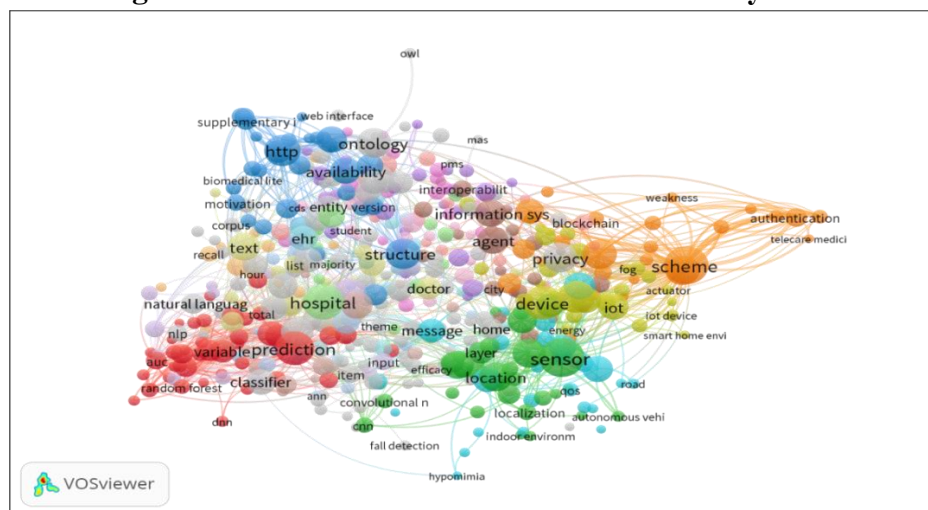 owl
supplementary i
web interface
http
ontology
mas
availability
pms
biomedical lite
interoperabilit
motivation
cds
entity
version
weakness
information sys
blockchain
authentication
corpus
student
telecare medici
text
ehr
agent
recall
structure
privacy
scheme
fog
list
majority
hour
doctor
city
actuator
natural languag
hospital
device
iot
total
iot device
theme
message
home
energy
smart home envi
nlp
variable
prediction
layer
sensor
auc
input
efficacy
random forest
classifier
item
location
qos
road
ann
convolutional n
localization
autonomous vehi
dnn
cnn
indoor environm
fall detection
hypomimia
VOSviewer